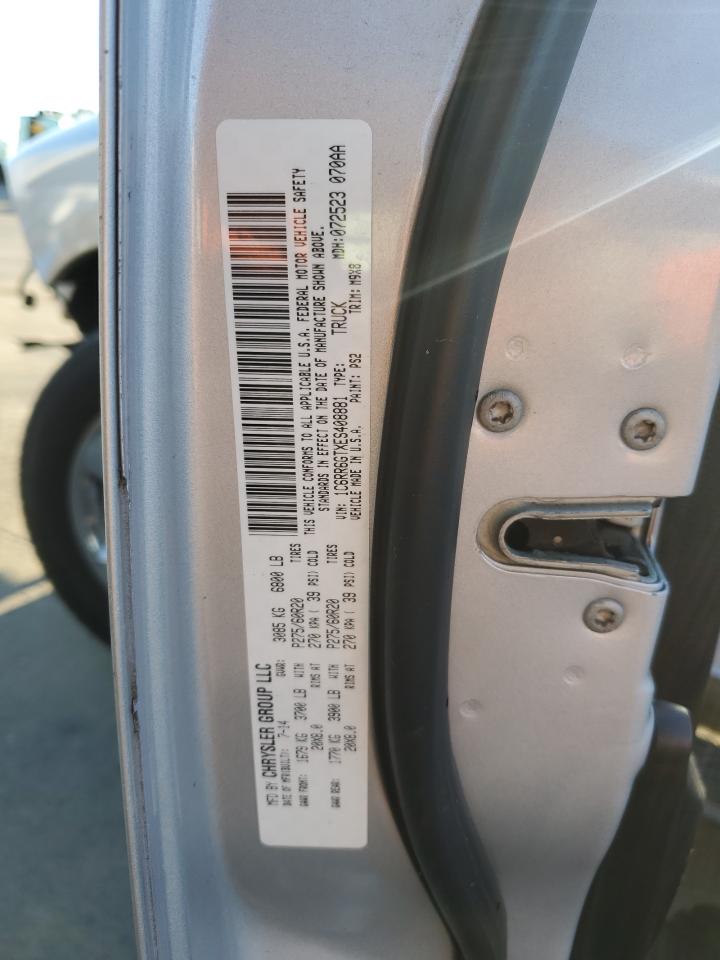 MFD BY CHRYSLER GROUP LLC
DATE OF MFR(BUILT): 7-14 GVWR: 3085 KG 6800 LB
GAWR FRONT: 1679 KG 3700 LB WITH P275/60R20 TIRES
20X8.0 RIMS AT 270 KPA ( 39 PSI) COLD
GAWR REAR: 1770 KG 3900 LB WITH P275/60R20 TIRES
20X8.0 RIMS AT 270 KPA ( 39 PSI) COLD
THIS VEHICLE CONFORMS TO ALL APPLICABLE U.S.A. FEDERAL MOTOR VEHICLE SAFETY
STANDARDS IN EFFECT ON THE DATE OF MANUFACTURE SHOWN ABOVE.
VIN: 1C6RR6GTXES408881 TYPE: TRUCK MDH:072523 070AA
VEHICLE MADE IN U.S.A. PAINT: PS2 TRIM: M9X8